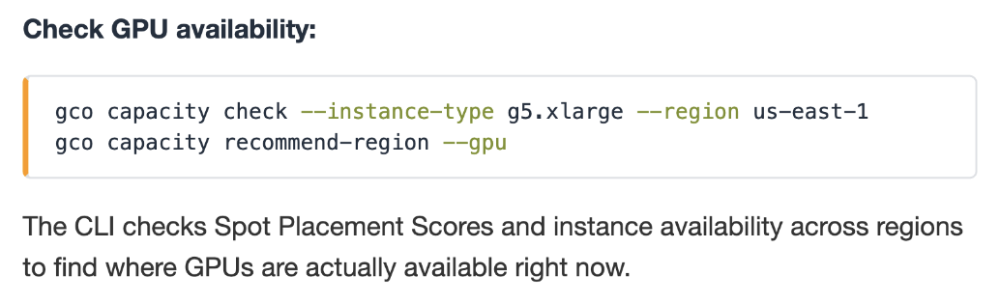 Check GPU availability:
gco capacity check --instance-type g5.xlarge --region us-east-1
gco capacity recommend-region --gpu
The CLI checks Spot Placement Scores and instance availability across regions
to find where GPUs are actually available right now.